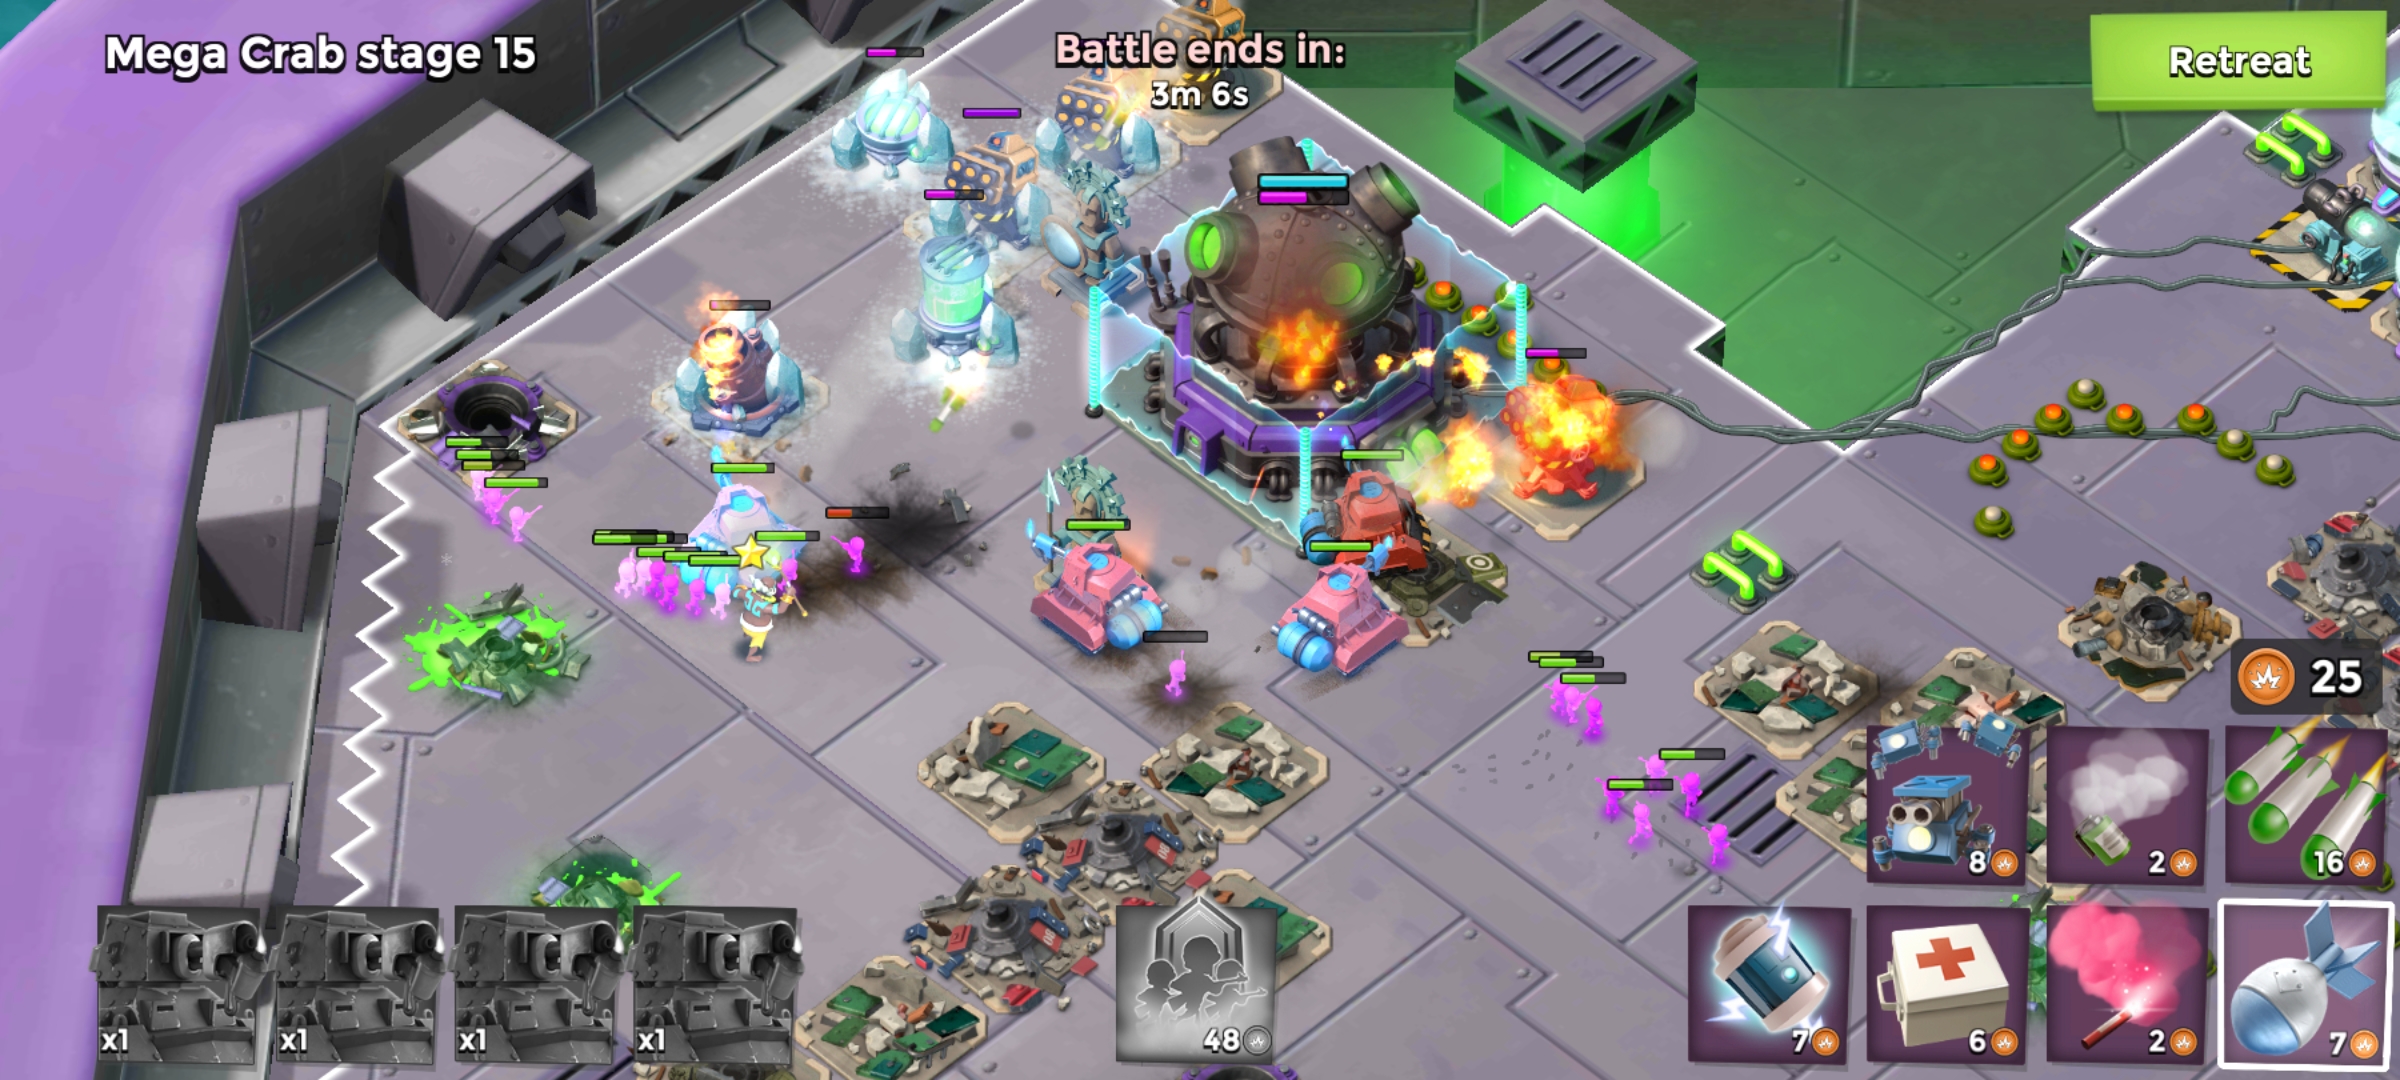 Mega Crab stage 15
Battle ends in:
3m 6s
Retreat
25
8
2
16
x1
x1
x1
x1
48
7
6
2
7